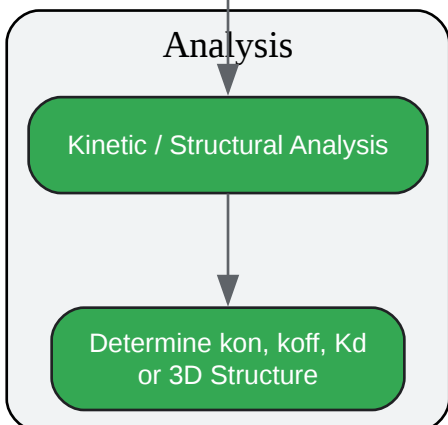 Analysis
Kinetic / Structural Analysis
Determine kon, koff, Kd
or 3D Structure